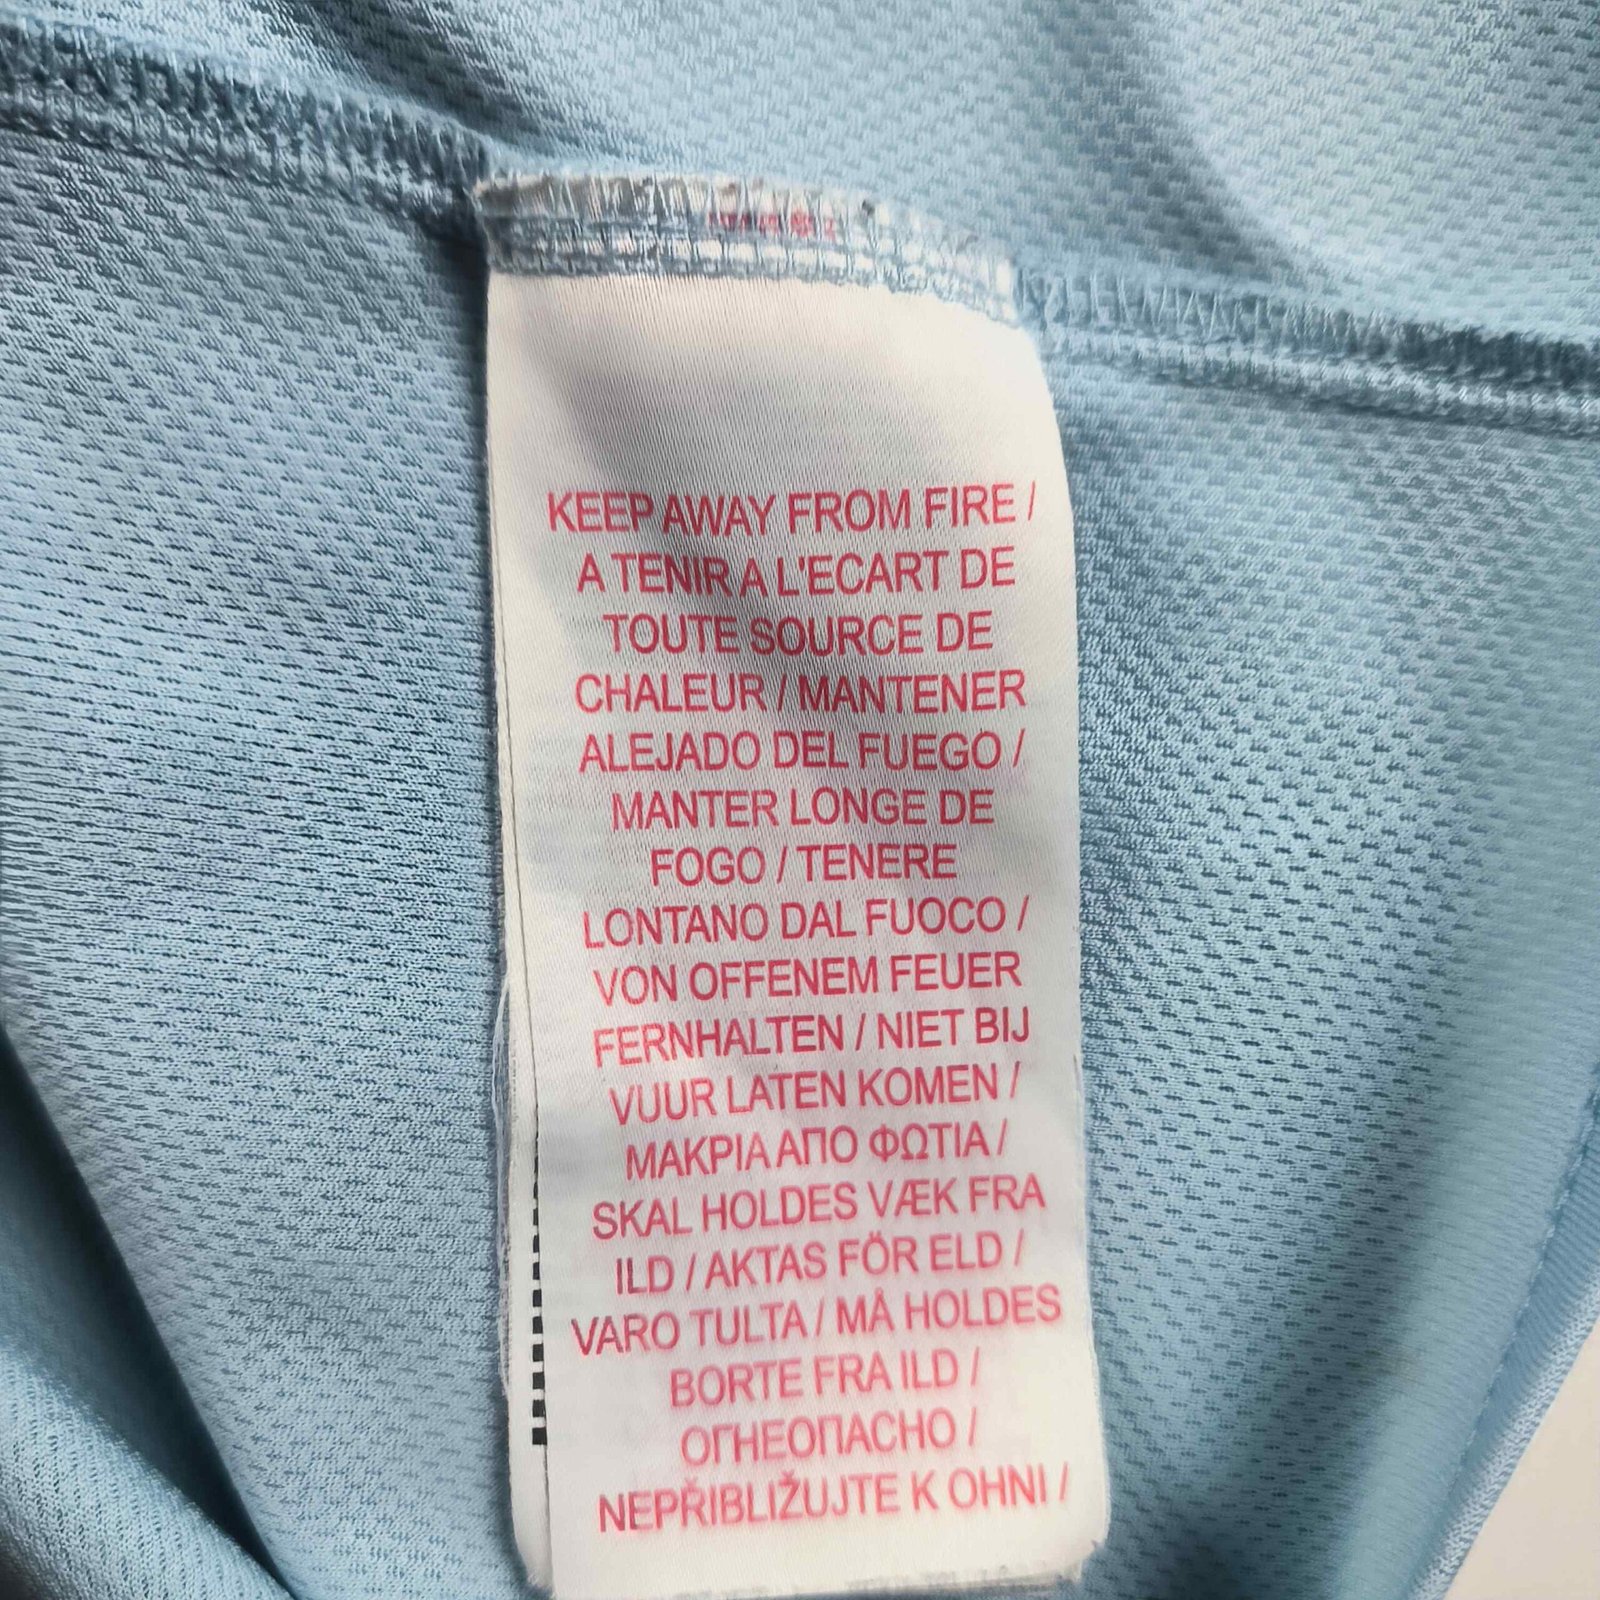 KEEP AWAY FROM FIRE /
A TENIR A L'ECART DE
TOUTE SOURCE DE
CHALEUR / MANTENER
ALEJADO DEL FUEGO /
MANTER LONGE DE
FOGO / TENERE
LONTANO DAL FUOCO /
VON OFFENEM FEUER
FERNHALTEN / NIET BIJ
VUUR LATEN KOMEN /
ΜΑΚΡΙΑ ΑΠΟ ΦΩΤΙΑ /
SKAL HOLDES VÆK FRA
ILD / AKTAS FÖR ELD /
VARO TULTA / MÅ HOLDES
BORTE FRA ILD /
ОГНЕОПАСНО /
NEPŘIBLIŽUJTE K OHNI /